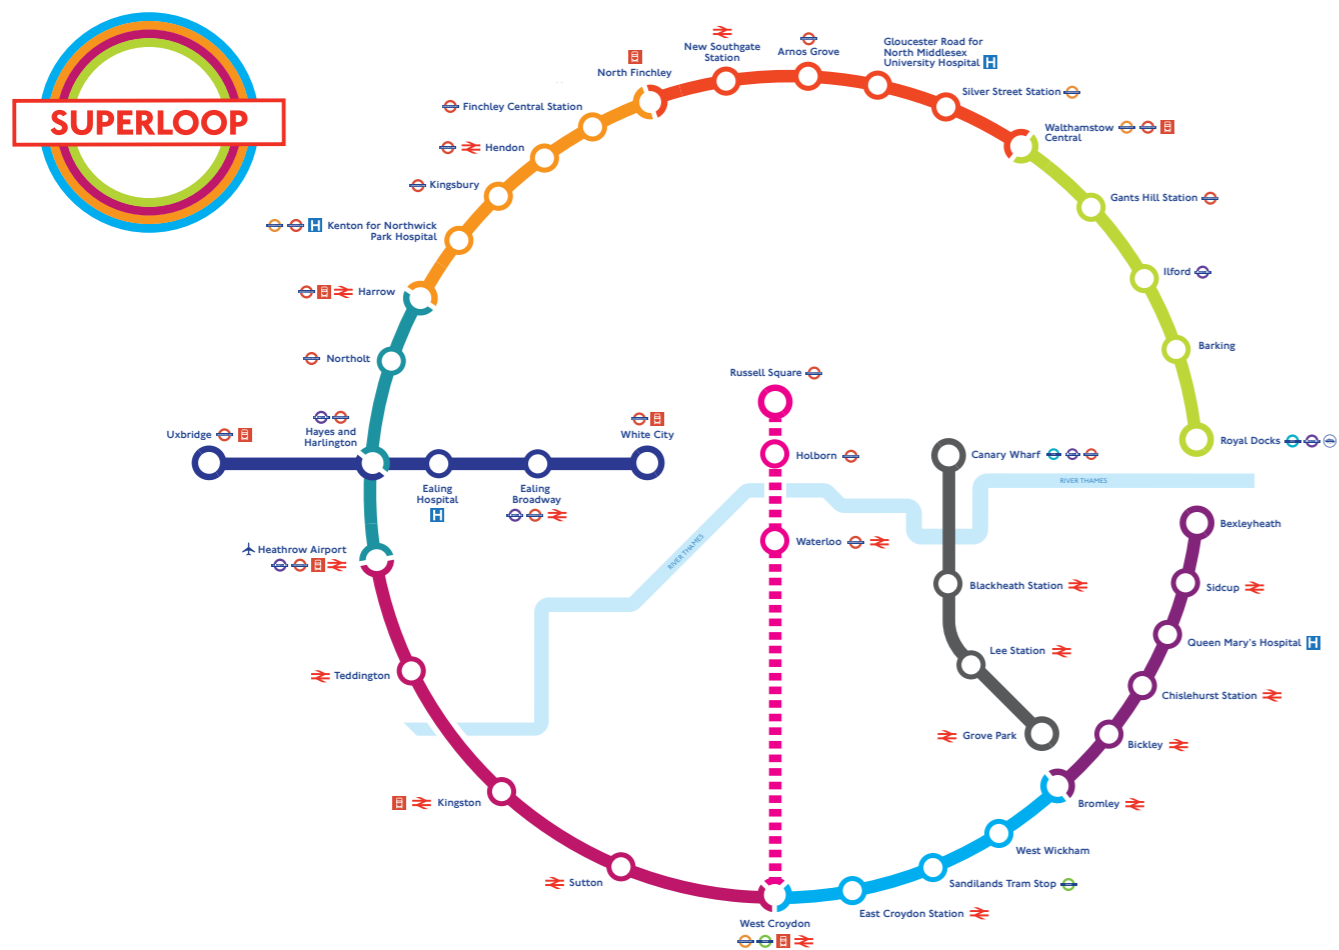 SUPERLOOP
New Southgate
Station
Arnos Grove
Gloucester Road for
North Middlesex
University Hospital H
North Finchley
Silver Street Station
Finchley Central Station
Walthamstow
Central
Hendon
Kingsbury
Gants Hill Station
H Kenton for Northwick
Park Hospital
Ilford
Harrow
Barking
Northolt
Russell Square
Uxbridge
Hayes and
Harlington
White City
Royal Docks
Holborn
Canary Wharf
RIVER THAMES
Ealing
Hospital
H
Ealing
Broadway
Bexleyheath
Waterloo
RIVER THAMES
Heathrow Airport
Blackheath Station
Sidcup
Queen Mary's Hospital H
Lee Station
Teddington
Chislehurst Station
Grove Park
Bickley
Kingston
Bromley
West Wickham
Sutton
Sandilands Tram Stop
East Croydon Station
West Croydon